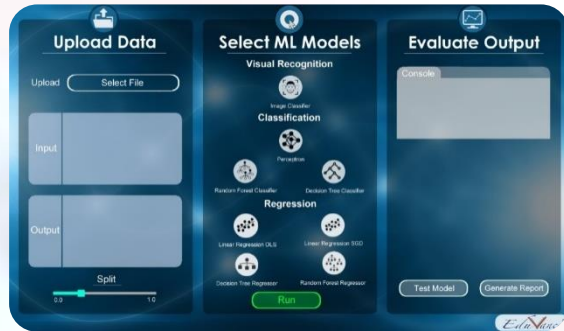 Upload Data
Upload
Select File
Input
Output
Split
0.0
1.0
Select ML Models
Visual Recognition
Image Classifier
Classification
Perceptron
Random Forest Classifier
Decision Tree Classifier
Regression
Linear Regression OLS
Linear Regression SGD
Decision Tree Regressor
Random Forest Regressor
Run
Evaluate Output
Console
Test Model
Generate Report